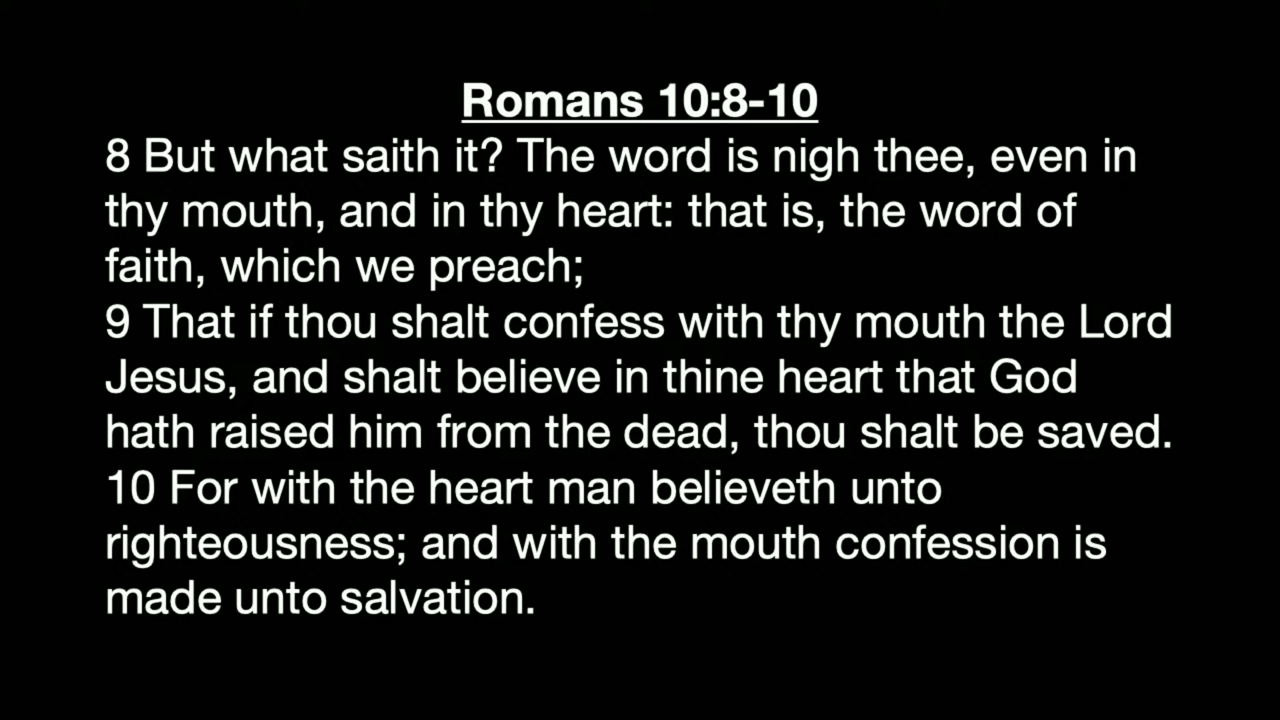 Romans 10:8-10
8 But what saith it? The word is nigh thee, even in
thy mouth, and in thy heart: that is, the word of
faith, which we preach;
9 That if thou shalt confess with thy mouth the Lord
Jesus, and shalt believe in thine heart that God
hath raised him from the dead, thou shalt be saved.
10 For with the heart man believeth unto
righteousness; and with the mouth confession is
made unto salvation.